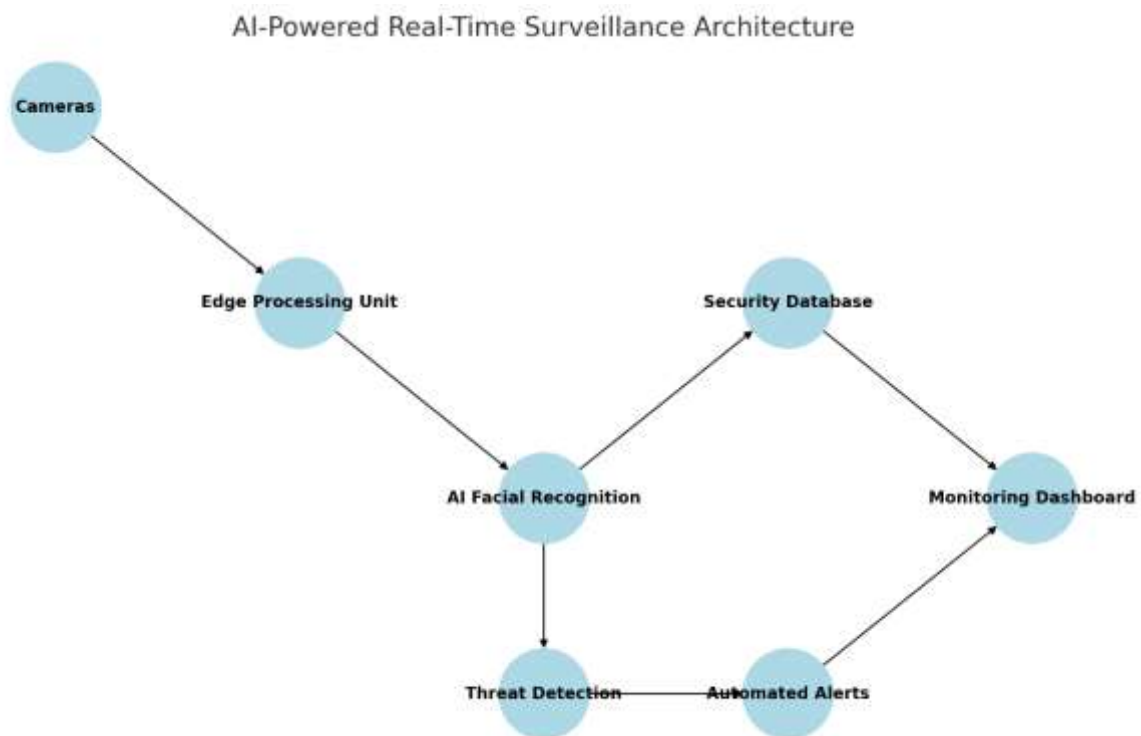 AI-Powered Real-Time Surveillance Architecture
Cameras
Edge Processing Unit
Security Database
AI Facial Recognition
Monitoring Dashboard
Threat Detection
Automated Alerts